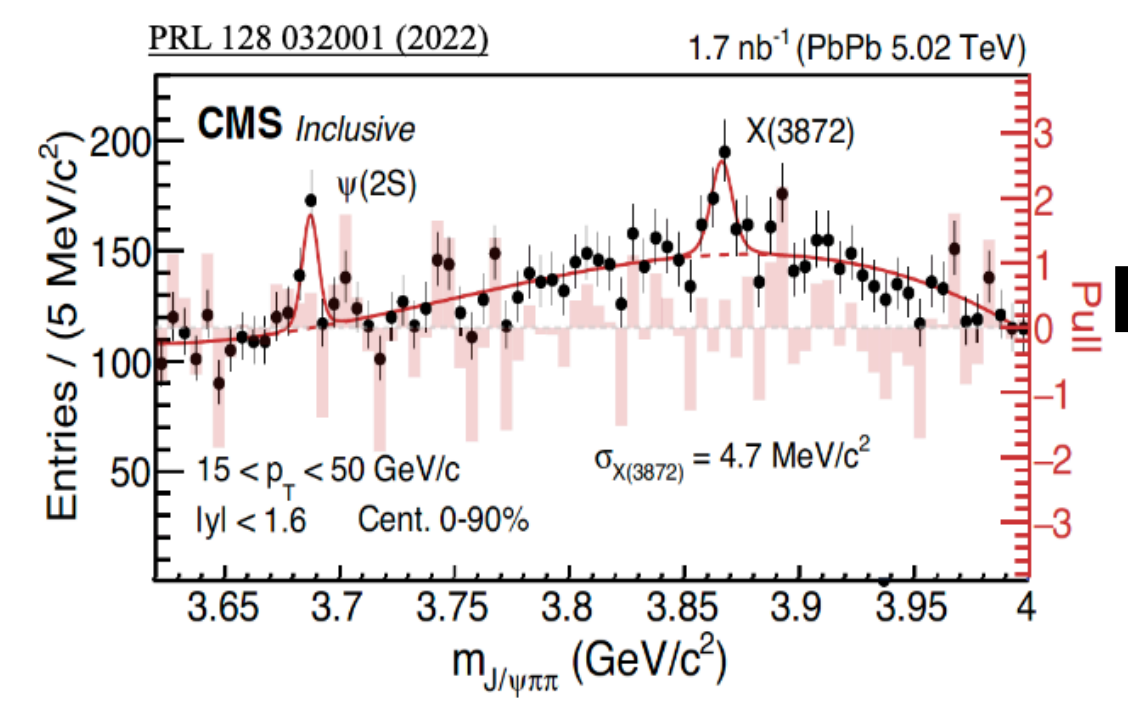 PRL 128 032001 (2022)
1.7 nb⁻¹ (PbPb 5.02 TeV)
CMS Inclusive
X(3872)
ψ(2S)
Entries / (5 MeV/c²)
200
150
100
50
3
2
1
0
−1
−2
−3
Pull
σX(3872) = 4.7 MeV/c²
15 < pT < 50 GeV/c
|y| < 1.6 Cent. 0-90%
3.65 3.7 3.75 3.8 3.85 3.9 3.95 4
mJ/ψππ (GeV/c²)